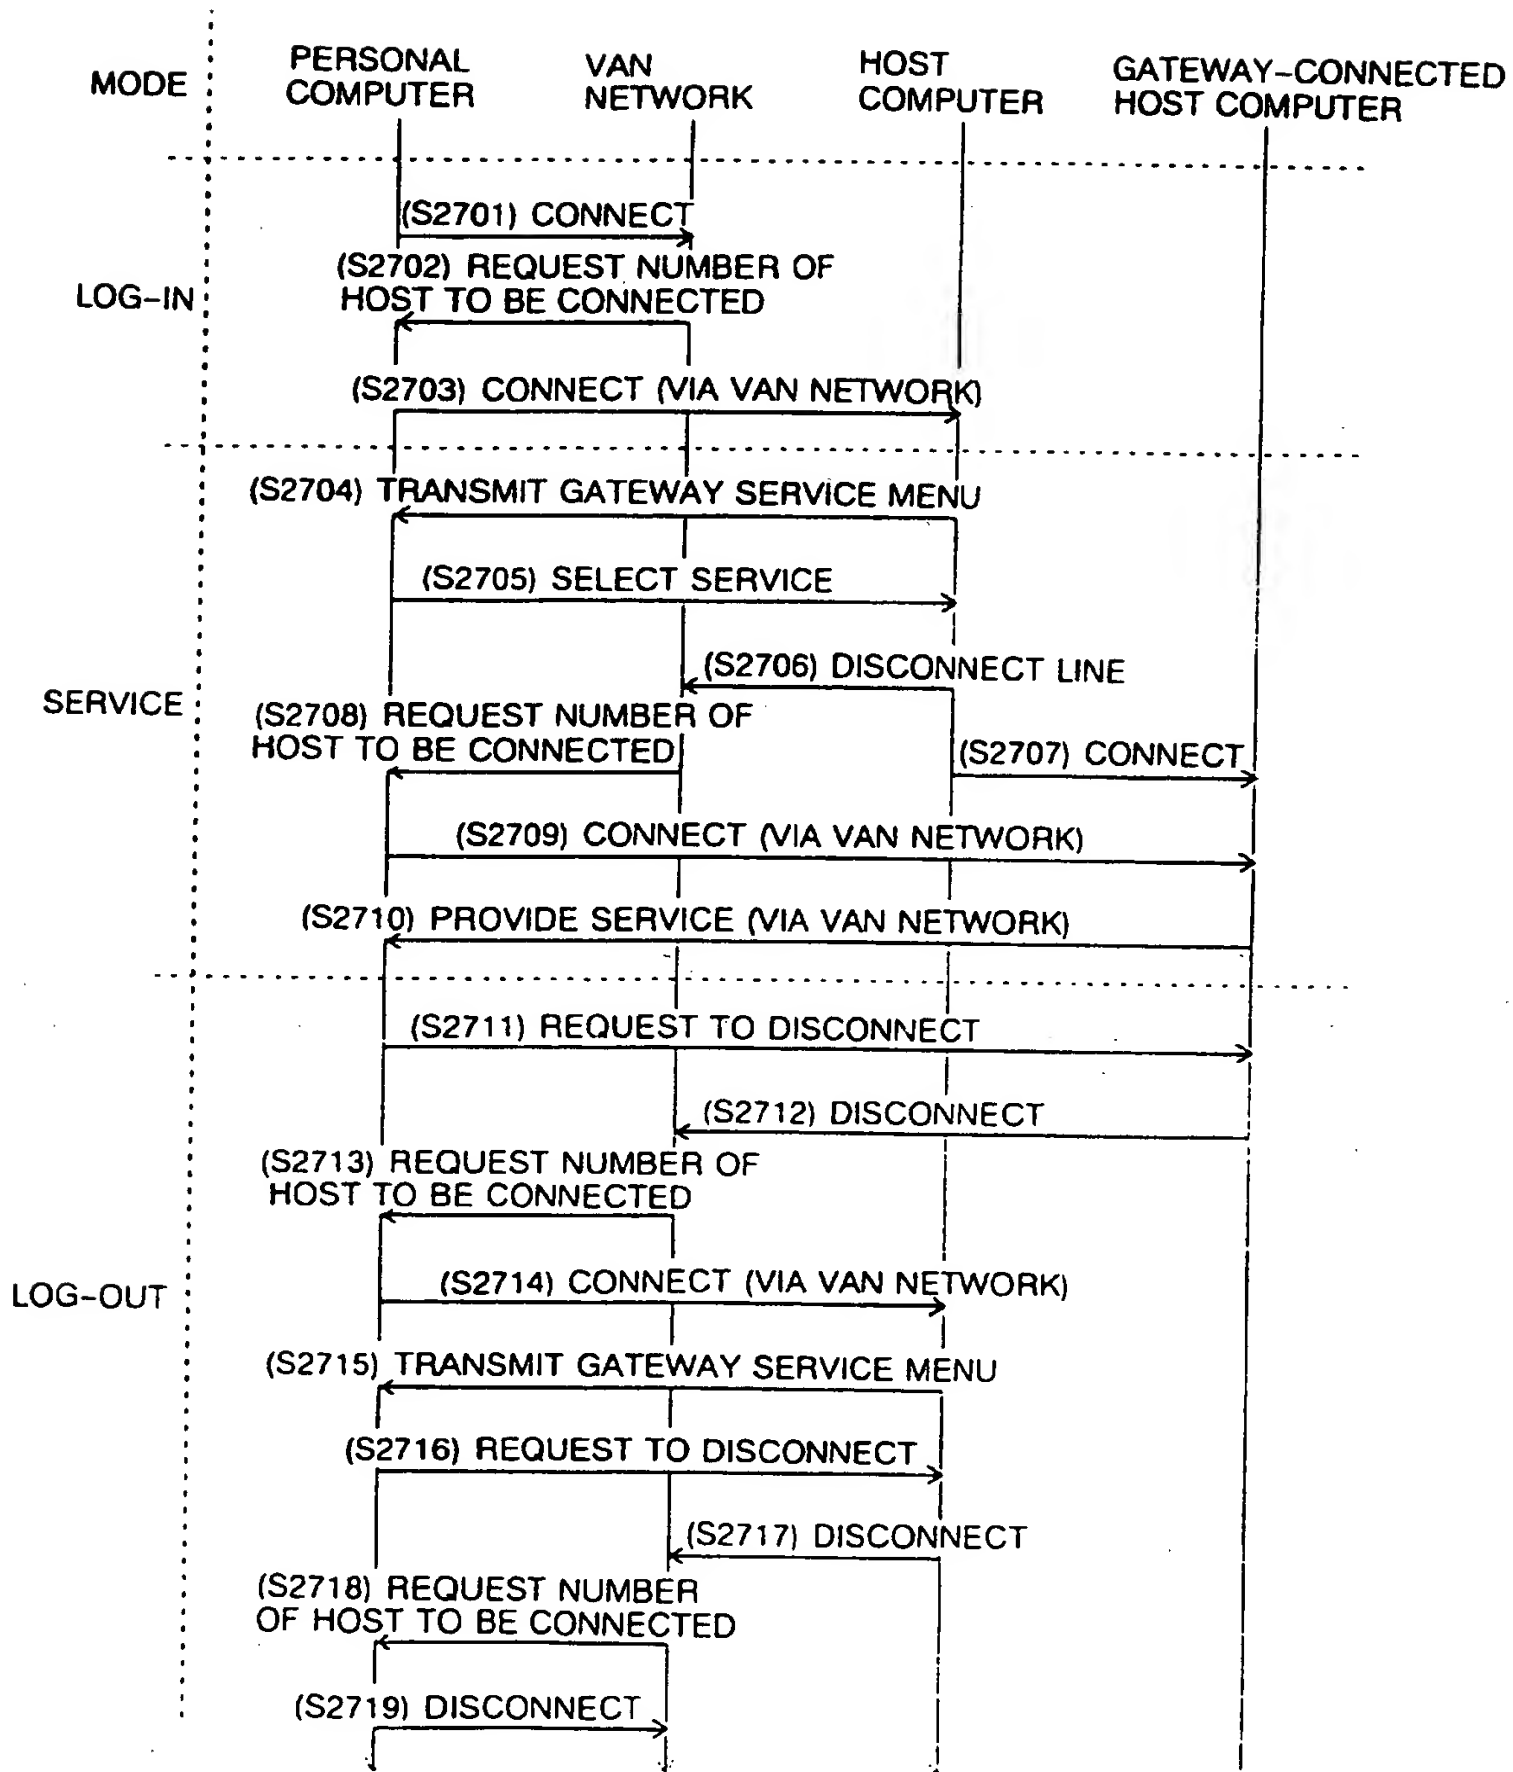 MODE
PERSONAL
COMPUTER
VAN
NETWORK
HOST
COMPUTER
GATEWAY-CONNECTED
HOST COMPUTER
LOG-IN
(S2701) CONNECT
(S2702) REQUEST NUMBER OF
HOST TO BE CONNECTED
(S2703) CONNECT (VIA VAN NETWORK)
SERVICE
(S2704) TRANSMIT GATEWAY SERVICE MENU
(S2705) SELECT SERVICE
(S2706) DISCONNECT LINE
(S2708) REQUEST NUMBER OF
HOST TO BE CONNECTED
(S2707) CONNECT
(S2709) CONNECT (VIA VAN NETWORK)
(S2710) PROVIDE SERVICE (VIA VAN NETWORK)
LOG-OUT
(S2711) REQUEST TO DISCONNECT
(S2712) DISCONNECT
(S2713) REQUEST NUMBER OF
HOST TO BE CONNECTED
(S2714) CONNECT (VIA VAN NETWORK)
(S2715) TRANSMIT GATEWAY SERVICE MENU
(S2716) REQUEST TO DISCONNECT
(S2717) DISCONNECT
(S2718) REQUEST NUMBER
OF HOST TO BE CONNECTED
(S2719) DISCONNECT